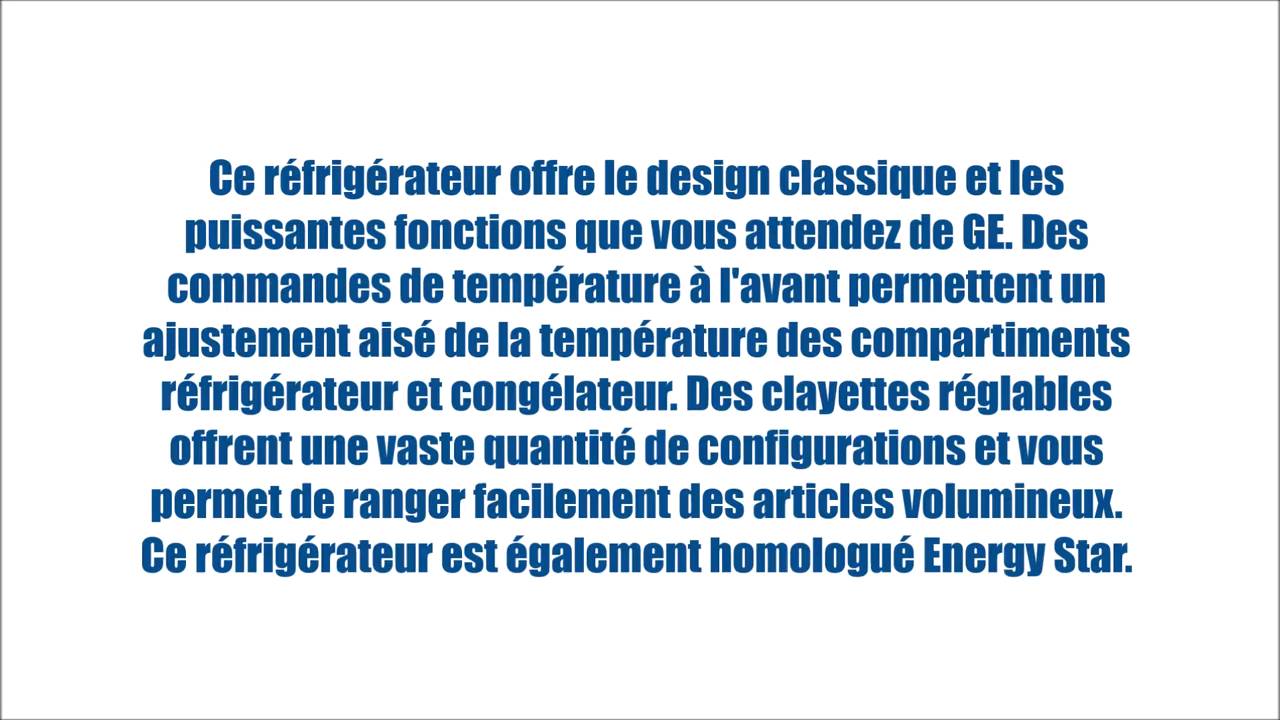 Ce réfrigérateur offre le design classique et les
puissantes fonctions que vous attendez de GE. Des
commandes de température à l'avant permettent un
ajustement aisé de la température des compartiments
réfrigérateur et congélateur. Des clayettes réglables
offrent une vaste quantité de configurations et vous
permet de ranger facilement des articles volumineux.
Ce réfrigérateur est également homologué Energy Star.